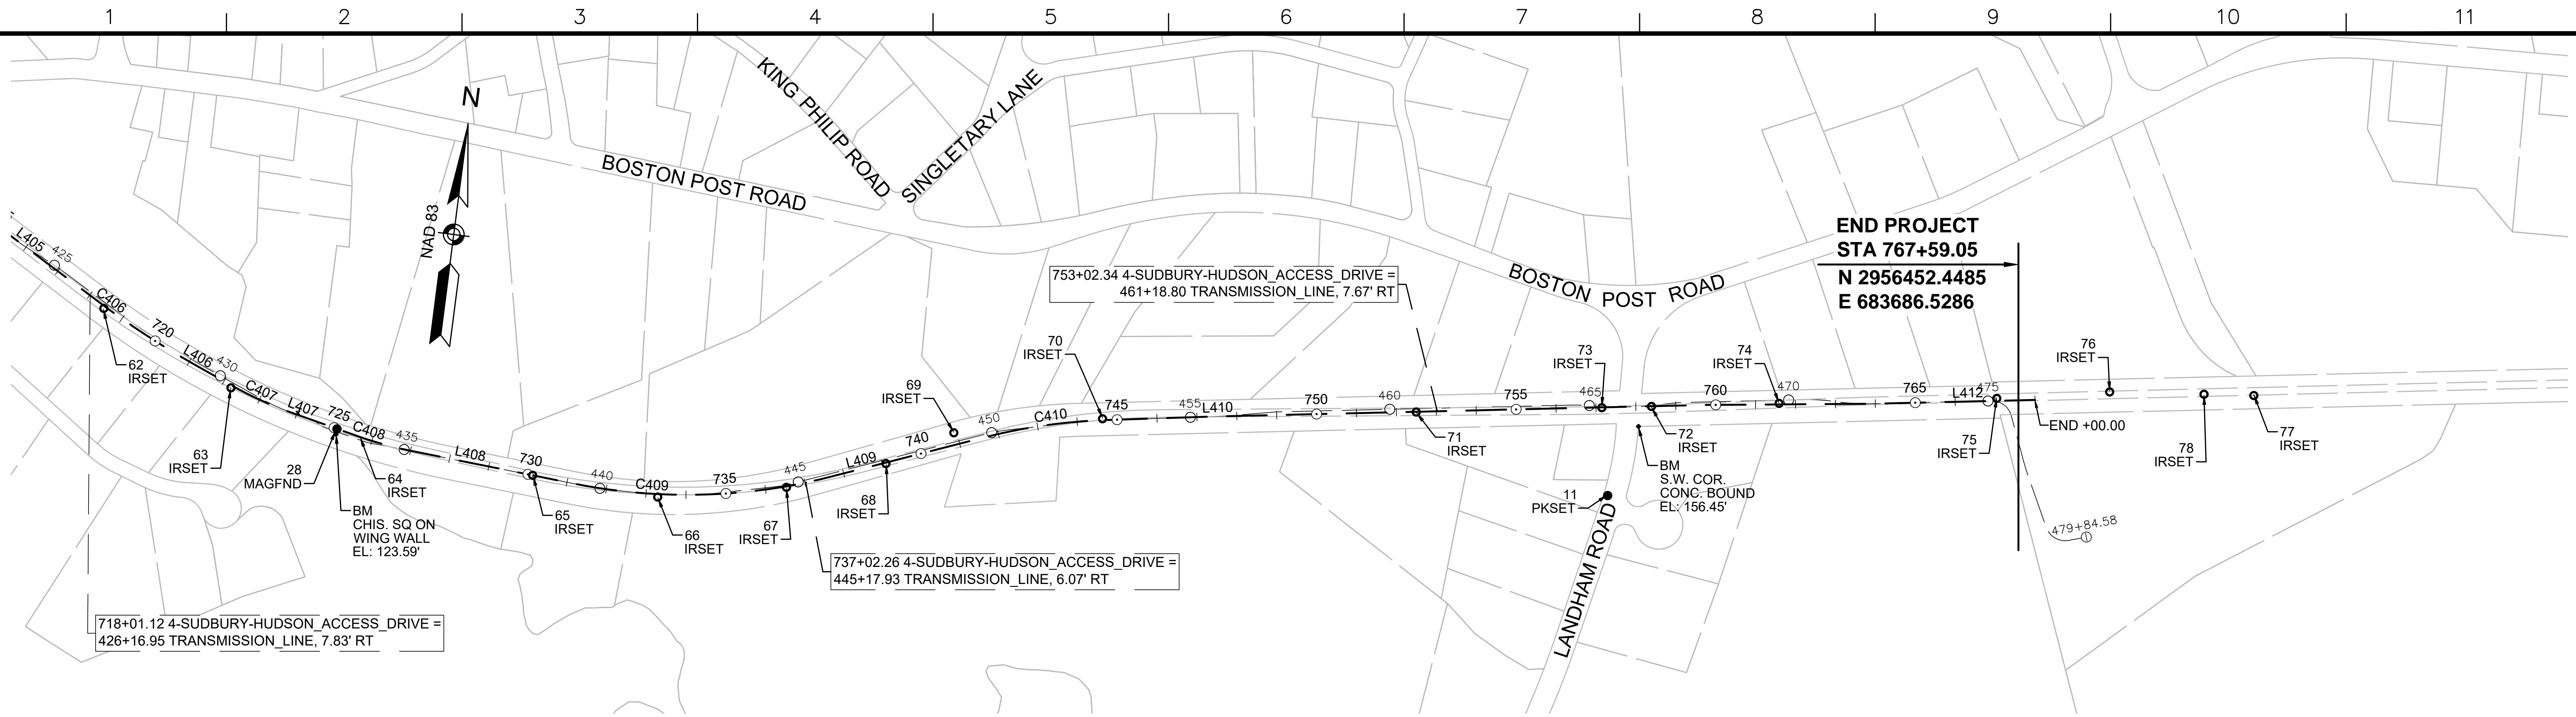 1 2 3 4 5 6 7 8 9 10 11
N
NAD 83
KING PHILIP ROAD
SINGLETARY LANE
BOSTON POST ROAD
BOSTON POST ROAD
END PROJECT
STA 767+59.05
N 2956452.4485
E 683686.5286
753+02.34 4-SUDBURY-HUDSON_ACCESS_DRIVE =
461+18.80 TRANSMISSION_LINE, 7.67' RT
L405
425
C406
720
L406
430
C407
L407
725
C408
435
L408
730
440
C409
735
445
L409
740
450
C410
745
455
L410
750
460
755
465
760
470
765
L412
475
END +00.00
62
IRSET
63
IRSET
28
MAGFND
64
IRSET
BM
CHIS. SQ ON
WING WALL
EL: 123.59'
65
IRSET
66
IRSET
67
IRSET
68
IRSET
69
IRSET
70
IRSET
71
IRSET
73
IRSET
72
IRSET
74
IRSET
75
IRSET
76
IRSET
78
IRSET
77
IRSET
BM
S.W. COR.
CONC. BOUND
EL: 156.45'
11
PKSET
LANDHAM ROAD
479+84.58
737+02.26 4-SUDBURY-HUDSON_ACCESS_DRIVE =
445+17.93 TRANSMISSION_LINE, 6.07' RT
718+01.12 4-SUDBURY-HUDSON_ACCESS_DRIVE =
426+16.95 TRANSMISSION_LINE, 7.83' RT